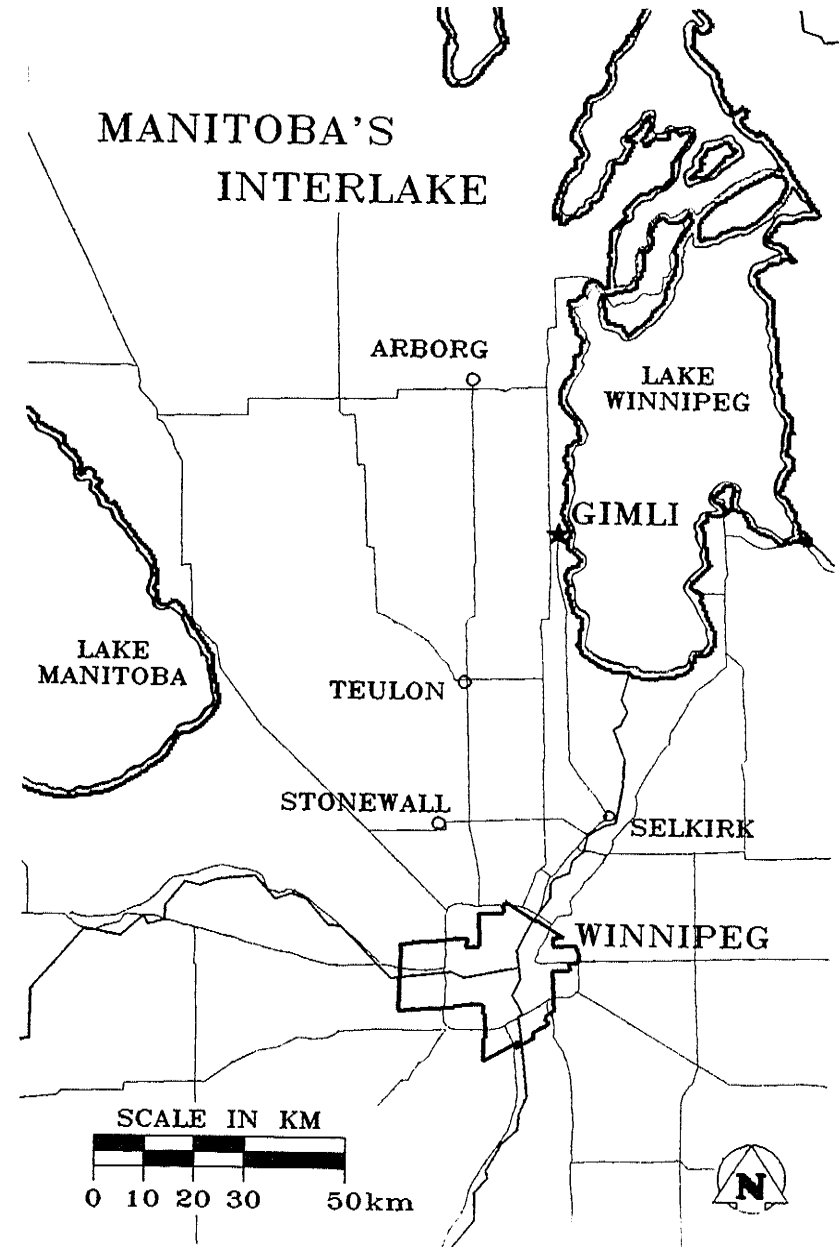 MANITOBA'S
INTERLAKE
ARBORG
LAKE
WINNIPEG
GIMLI
LAKE
MANITOBA
TEULON
STONEWALL
SELKIRK
WINNIPEG
SCALE IN KM
0 10 20 30 50km
N